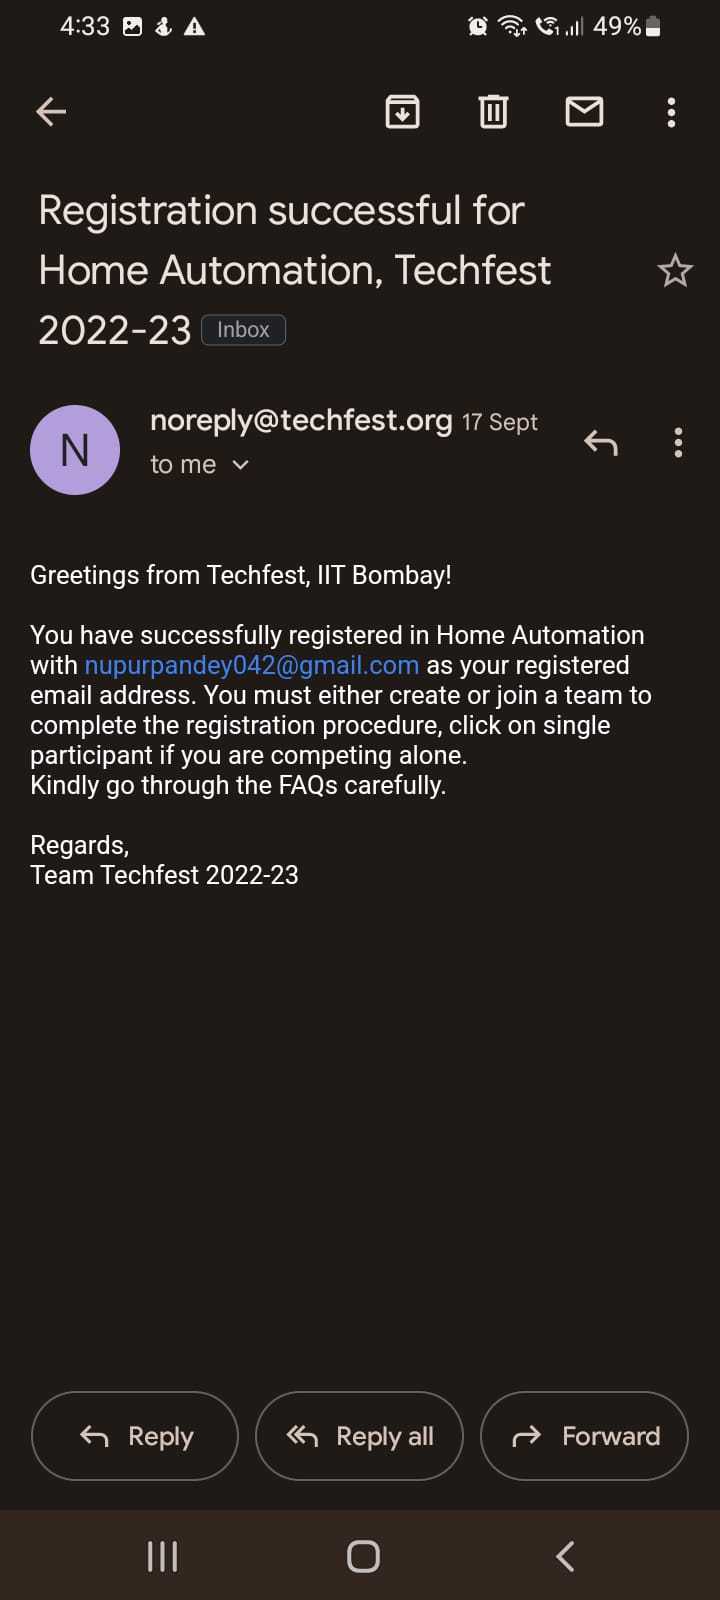 4:33
49%
Registration successful for
Home Automation, Techfest
2022-23 Inbox
N
noreply@techfest.org 17 Sept
to me
Greetings from Techfest, IIT Bombay!
You have successfully registered in Home Automation
with nupurpandey042@gmail.com as your registered
email address. You must either create or join a team to
complete the registration procedure, click on single
participant if you are competing alone.
Kindly go through the FAQs carefully.
Regards,
Team Techfest 2022-23
Reply Reply all Forward